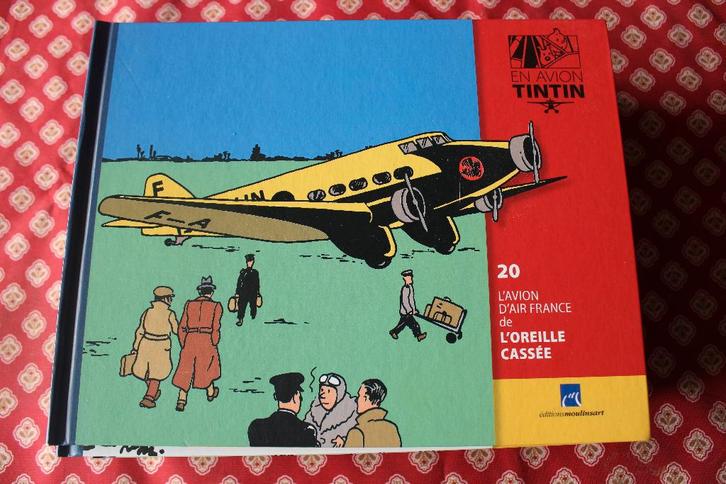 EN AVION
TINTIN
F
F-A
20
L'AVION
D'AIR FRANCE
de
L'OREILLE
CASSÉE
éditionsmoulinsart